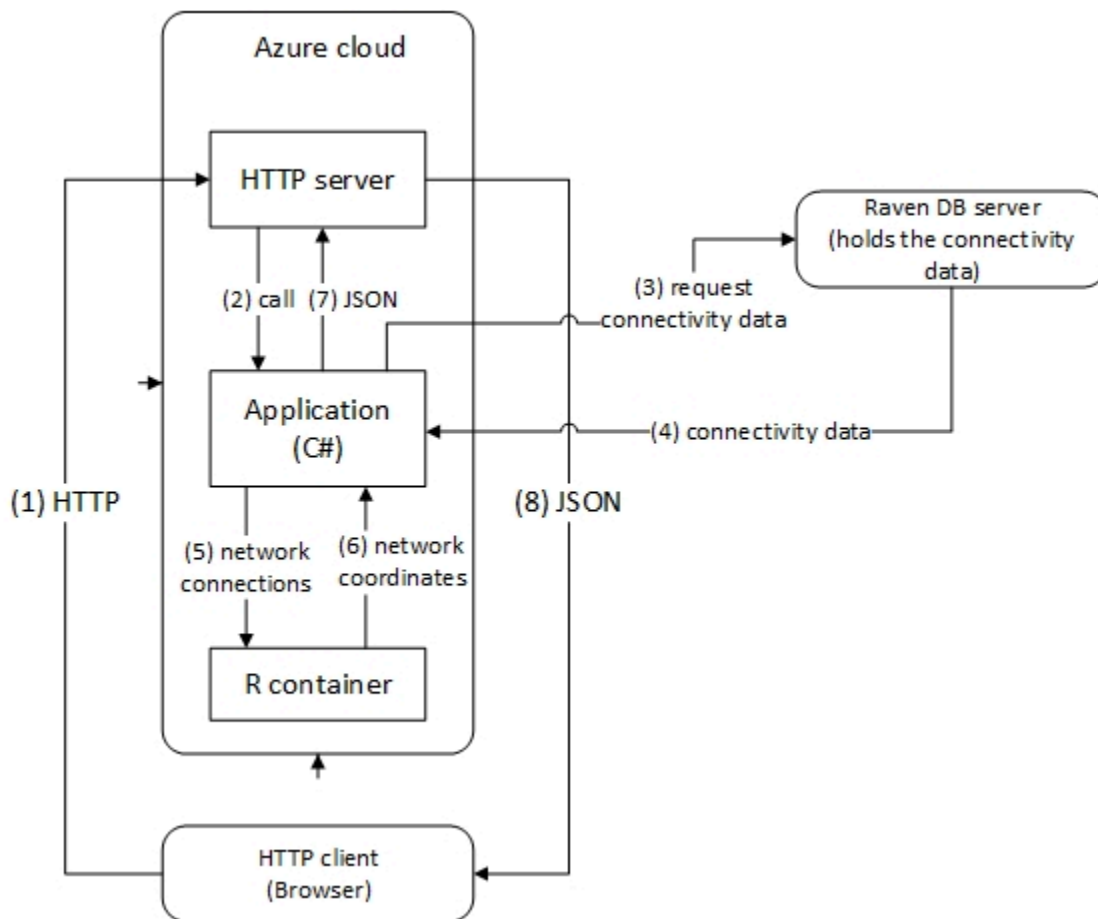 Azure cloud
HTTP server
Raven DB server
(holds the connectivity
data)
(2) call
(7) JSON
(3) request
connectivity data
Application
(C#)
(4) connectivity data
(1) HTTP
(8) JSON
(5) network
connections
(6) network
coordinates
R container
HTTP client
(Browser)